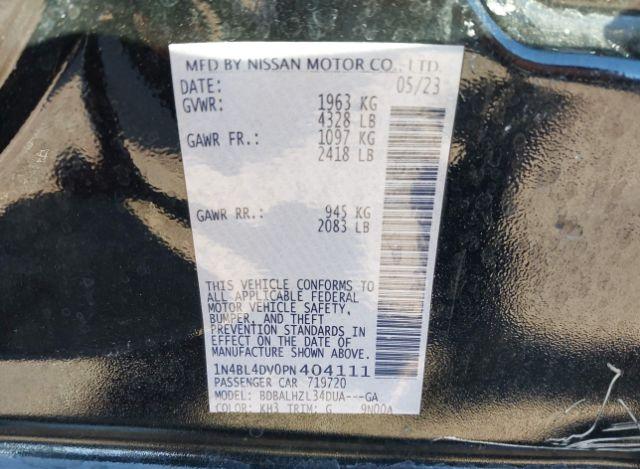 MFD BY NISSAN MOTOR CO., LTD.
DATE: 05/23
GVWR: 1963 KG
4328 LB
GAWR FR.: 1097 KG
2418 LB
GAWR RR.: 945 KG
2083 LB
THIS VEHICLE CONFORMS TO
ALL APPLICABLE FEDERAL
MOTOR VEHICLE SAFETY,
BUMPER, AND THEFT
PREVENTION STANDARDS IN
EFFECT ON THE DATE OF
MANUFACTURE SHOWN ABOVE.
1N4BL4DV0PN404111
PASSENGER CAR 719720
MODEL: BDBALHZL34DUA---GA
COLOR: KH3 TRIM: G 9N00A